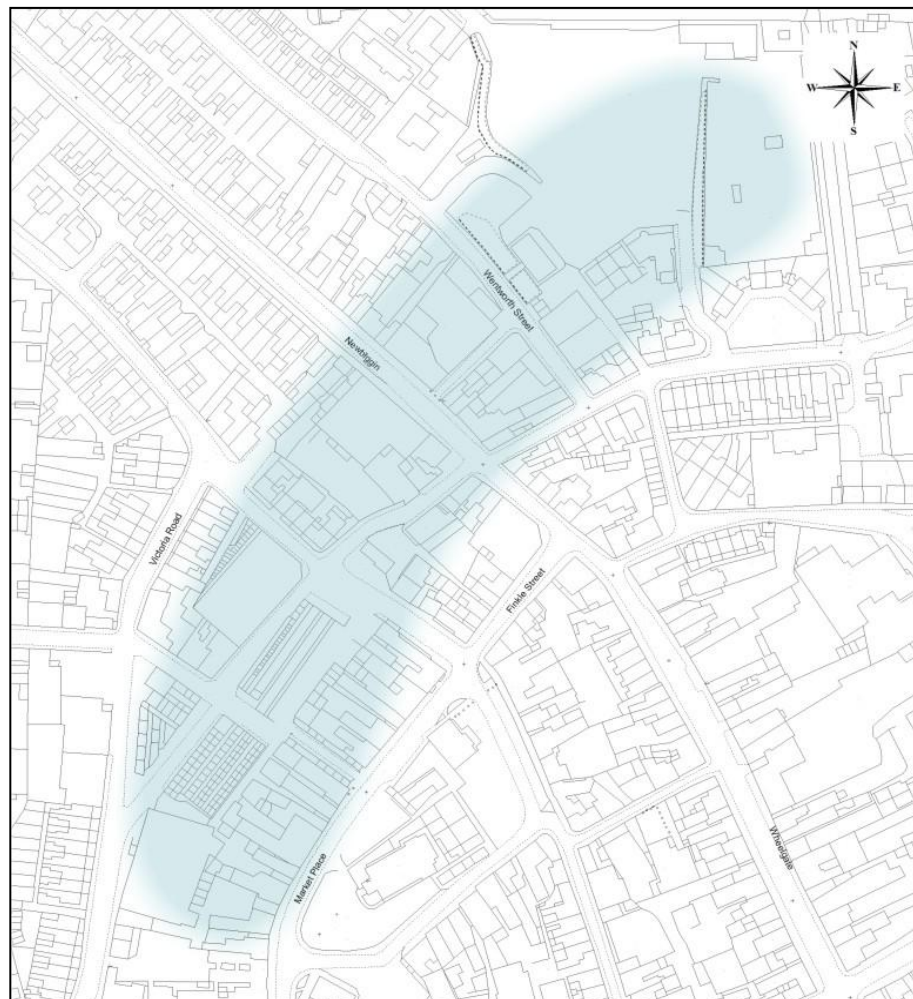 N
W E
S
Wentworth Street
Newbiggin
Victoria Road
Finkle Street
Market Place
Wheelgate